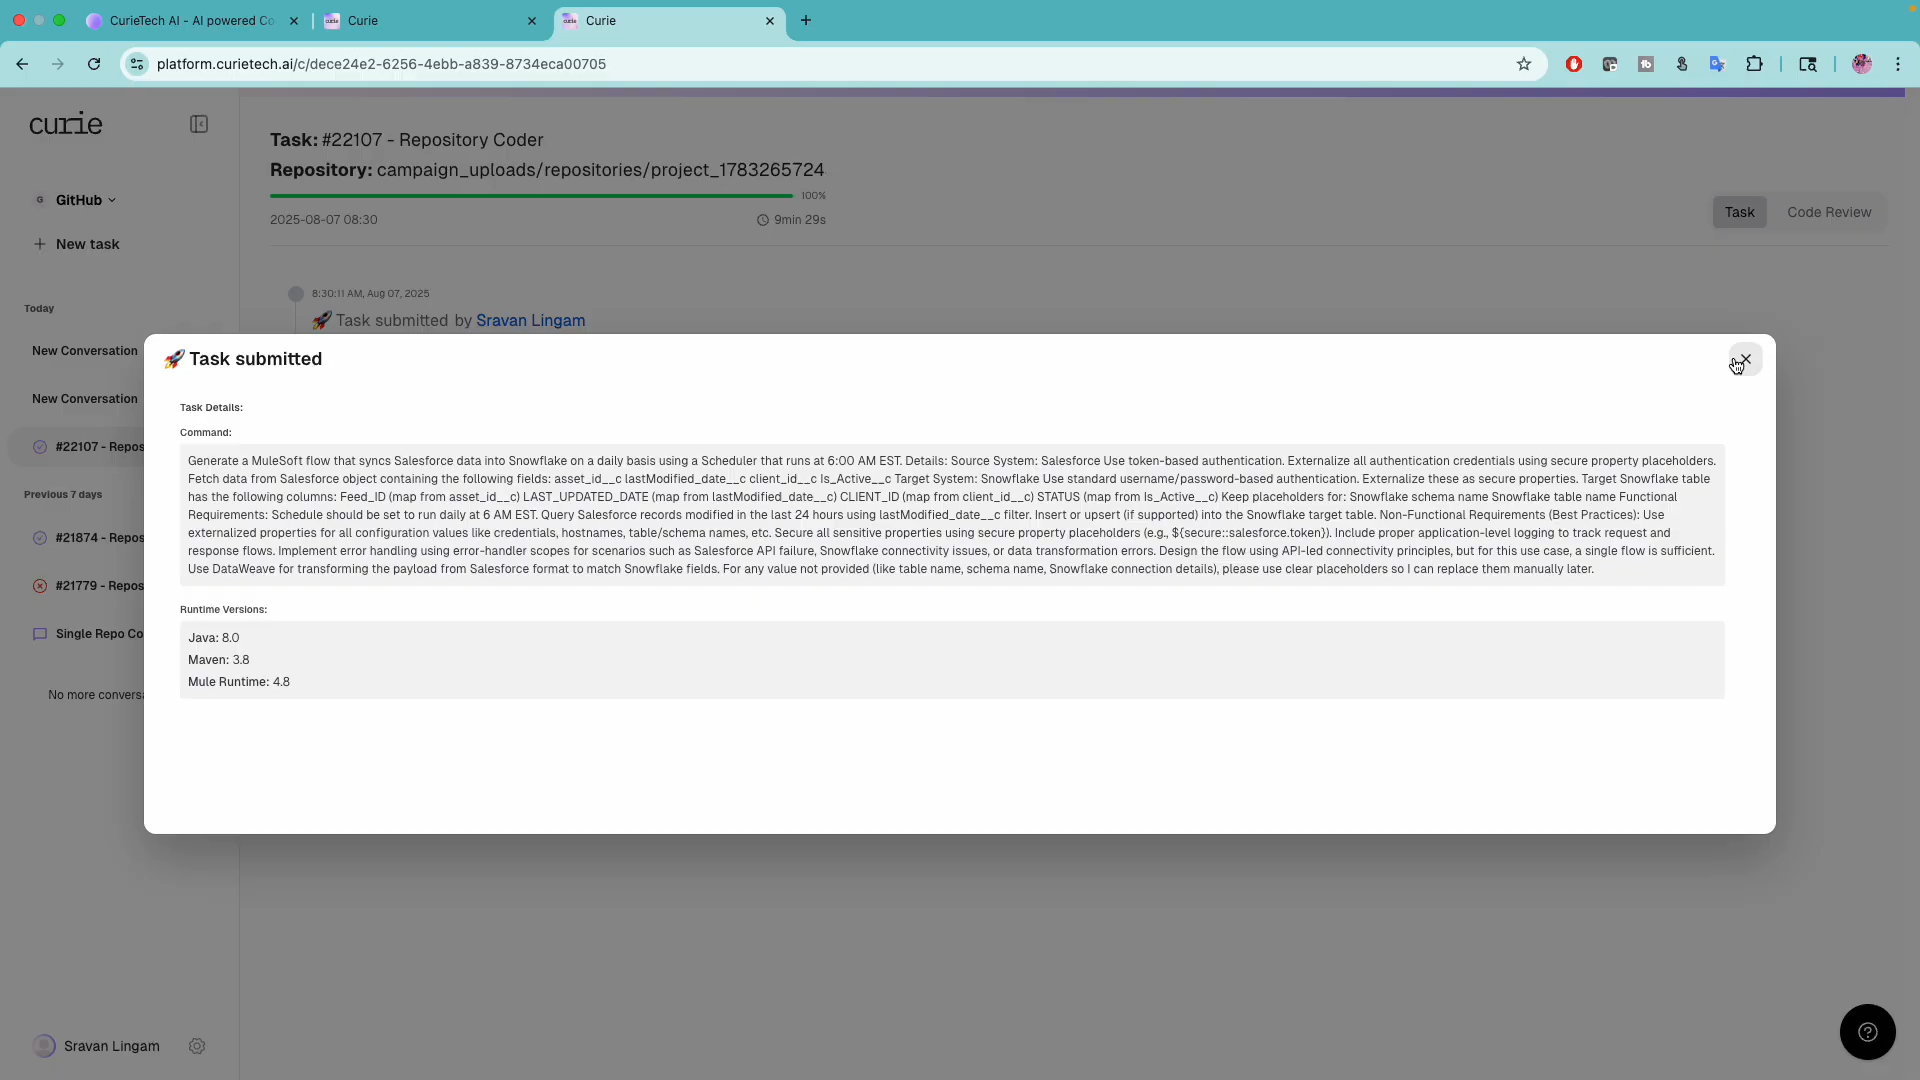 CurieTech AI - AI powered Co
Curie
Curie
platform.curietech.ai/c/dece24e2-6256-4ebb-a839-8734eca00705
curie
G GitHub
New task
Today
New Conversation
New Conversation
#22107 - Repos
Previous 7 days
#21874 - Repos
#21779 - Repos
Single Repo Co
No more conversa
Sravan Lingam
Task: #22107 - Repository Coder
Repository: campaign_uploads/repositories/project_1783265724
100%
2025-08-07 08:30
9min 29s
Task
Code Review
8:30:11 AM, Aug 07, 2025
🚀 Task submitted by Sravan Lingam
🚀 Task submitted
Task Details:
Command:
Generate a MuleSoft flow that syncs Salesforce data into Snowflake on a daily basis using a Scheduler that runs at 6:00 AM EST. Details: Source System: Salesforce Use token-based authentication. Externalize all authentication credentials using secure property placeholders.
Fetch data from Salesforce object containing the following fields: asset_id__c lastModified_date__c client_id__c Is_Active__c Target System: Snowflake Use standard username/password-based authentication. Externalize these as secure properties. Target Snowflake table
has the following columns: Feed_ID (map from asset_id__c) LAST_UPDATED_DATE (map from lastModified_date__c) CLIENT_ID (map from client_id__c) STATUS (map from Is_Active__c) Keep placeholders for: Snowflake schema name Snowflake table name Functional
Requirements: Schedule should be set to run daily at 6 AM EST. Query Salesforce records modified in the last 24 hours using lastModified_date__c filter. Insert or upsert (if supported) into the Snowflake target table. Non-Functional Requirements (Best Practices): Use
externalized properties for all configuration values like credentials, hostnames, table/schema names, etc. Secure all sensitive properties using secure property placeholders (e.g., ${secure::salesforce.token}). Include proper application-level logging to track request and
response flows. Implement error handling using error-handler scopes for scenarios such as Salesforce API failure, Snowflake connectivity issues, or data transformation errors. Design the flow using API-led connectivity principles, but for this use case, a single flow is sufficient.
Use DataWeave for transforming the payload from Salesforce format to match Snowflake fields. For any value not provided (like table name, schema name, Snowflake connection details), please use clear placeholders so I can replace them manually later.
Runtime Versions:
Java: 8.0
Maven: 3.8
Mule Runtime: 4.8